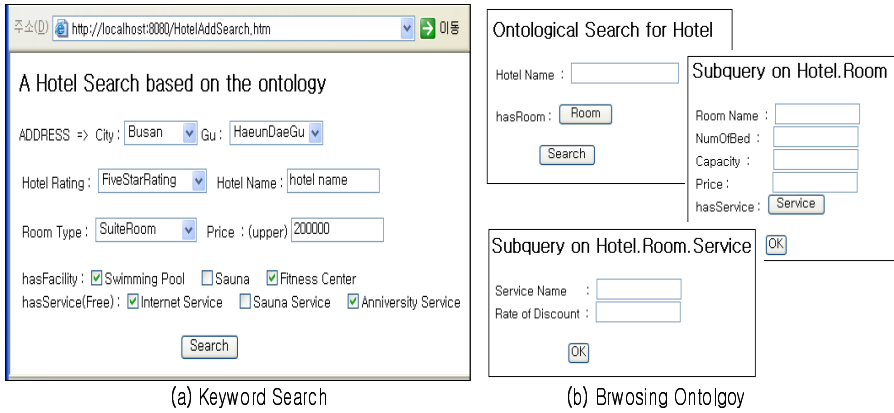 주소(D) http://localhost:8080/HotelAddSearch.htm 이동
A Hotel Search based on the ontology
ADDRESS => City : Busan Gu : HaeunDaeGu
Hotel Rating : FiveStarRating Hotel Name : hotel name
Room Type : SuiteRoom Price : (upper) 200000
hasFacility : Swimming Pool Sauna Fitness Center
hasService(Free) : Internet Service Sauna Service Anniversity Service
Search
(a) Keyword Search
Ontological Search for Hotel
Hotel Name :
hasRoom : Room
Search
Subquery on Hotel.Room
Room Name :
NumOfBed :
Capacity :
Price :
hasService : Service
OK
Subquery on Hotel.Room.Service
Service Name :
Rate of Discount :
OK
(b) Brwosing Ontolgoy